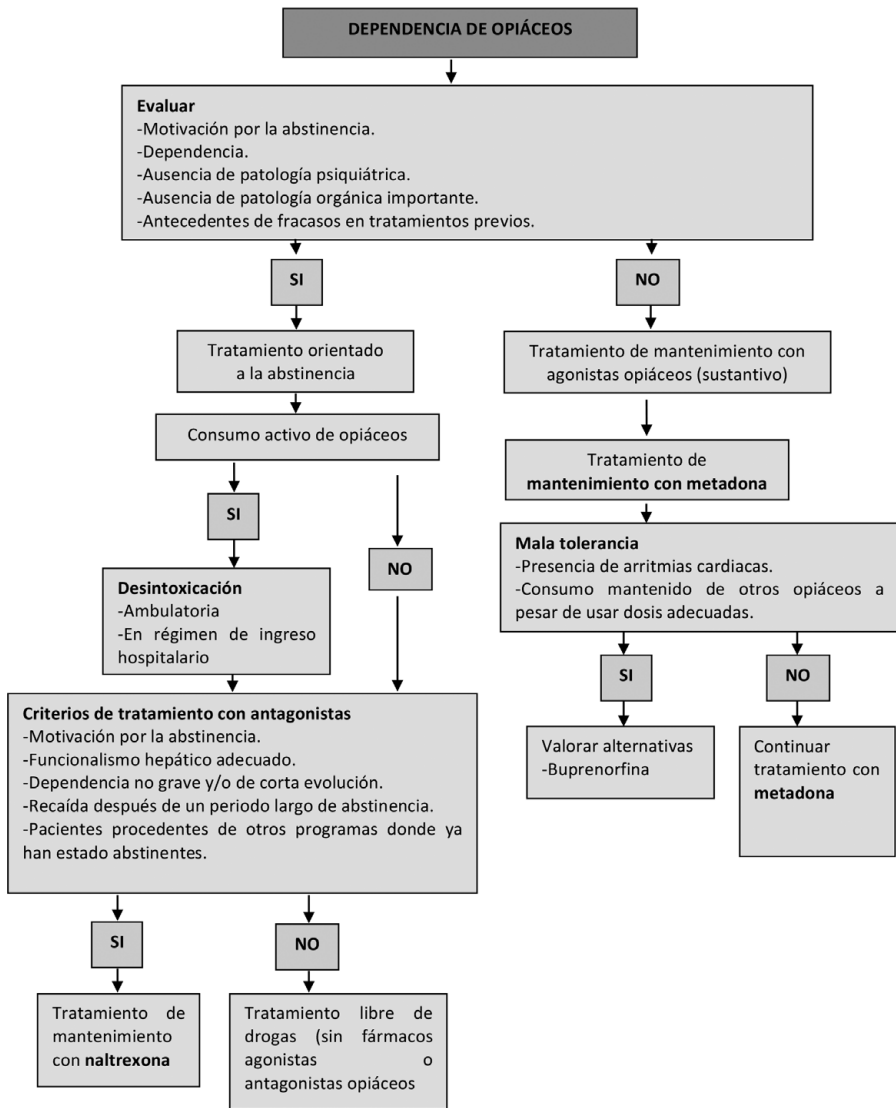 DEPENDENCIA DE OPIÁCEOS
Evaluar
-Motivación por la abstinencia.
-Dependencia.
-Ausencia de patología psiquiátrica.
-Ausencia de patología orgánica importante.
-Antecedentes de fracasos en tratamientos previos.
SI
NO
Tratamiento orientado
a la abstinencia
Tratamiento de mantenimiento con
agonistas opiáceos (sustantivo)
Consumo activo de opiáceos
Tratamiento de
mantenimiento con metadona
SI
NO
Mala tolerancia
-Presencia de arritmias cardiacas.
-Consumo mantenido de otros opiáceos a
pesar de usar dosis adecuadas.
Desintoxicación
-Ambulatoria
-En régimen de ingreso
hospitalario
SI
NO
Criterios de tratamiento con antagonistas
-Motivación por la abstinencia.
-Funcionalismo hepático adecuado.
-Dependencia no grave y/o de corta evolución.
-Recaída después de un periodo largo de abstinencia.
-Pacientes procedentes de otros programas donde ya
han estado abstinentes.
Valorar alternativas
-Buprenorfina
Continuar
tratamiento con
metadona
SI
NO
Tratamiento de
mantenimiento
con naltrexona
Tratamiento libre de
drogas (sin fármacos
agonistas o
antagonistas opiáceos